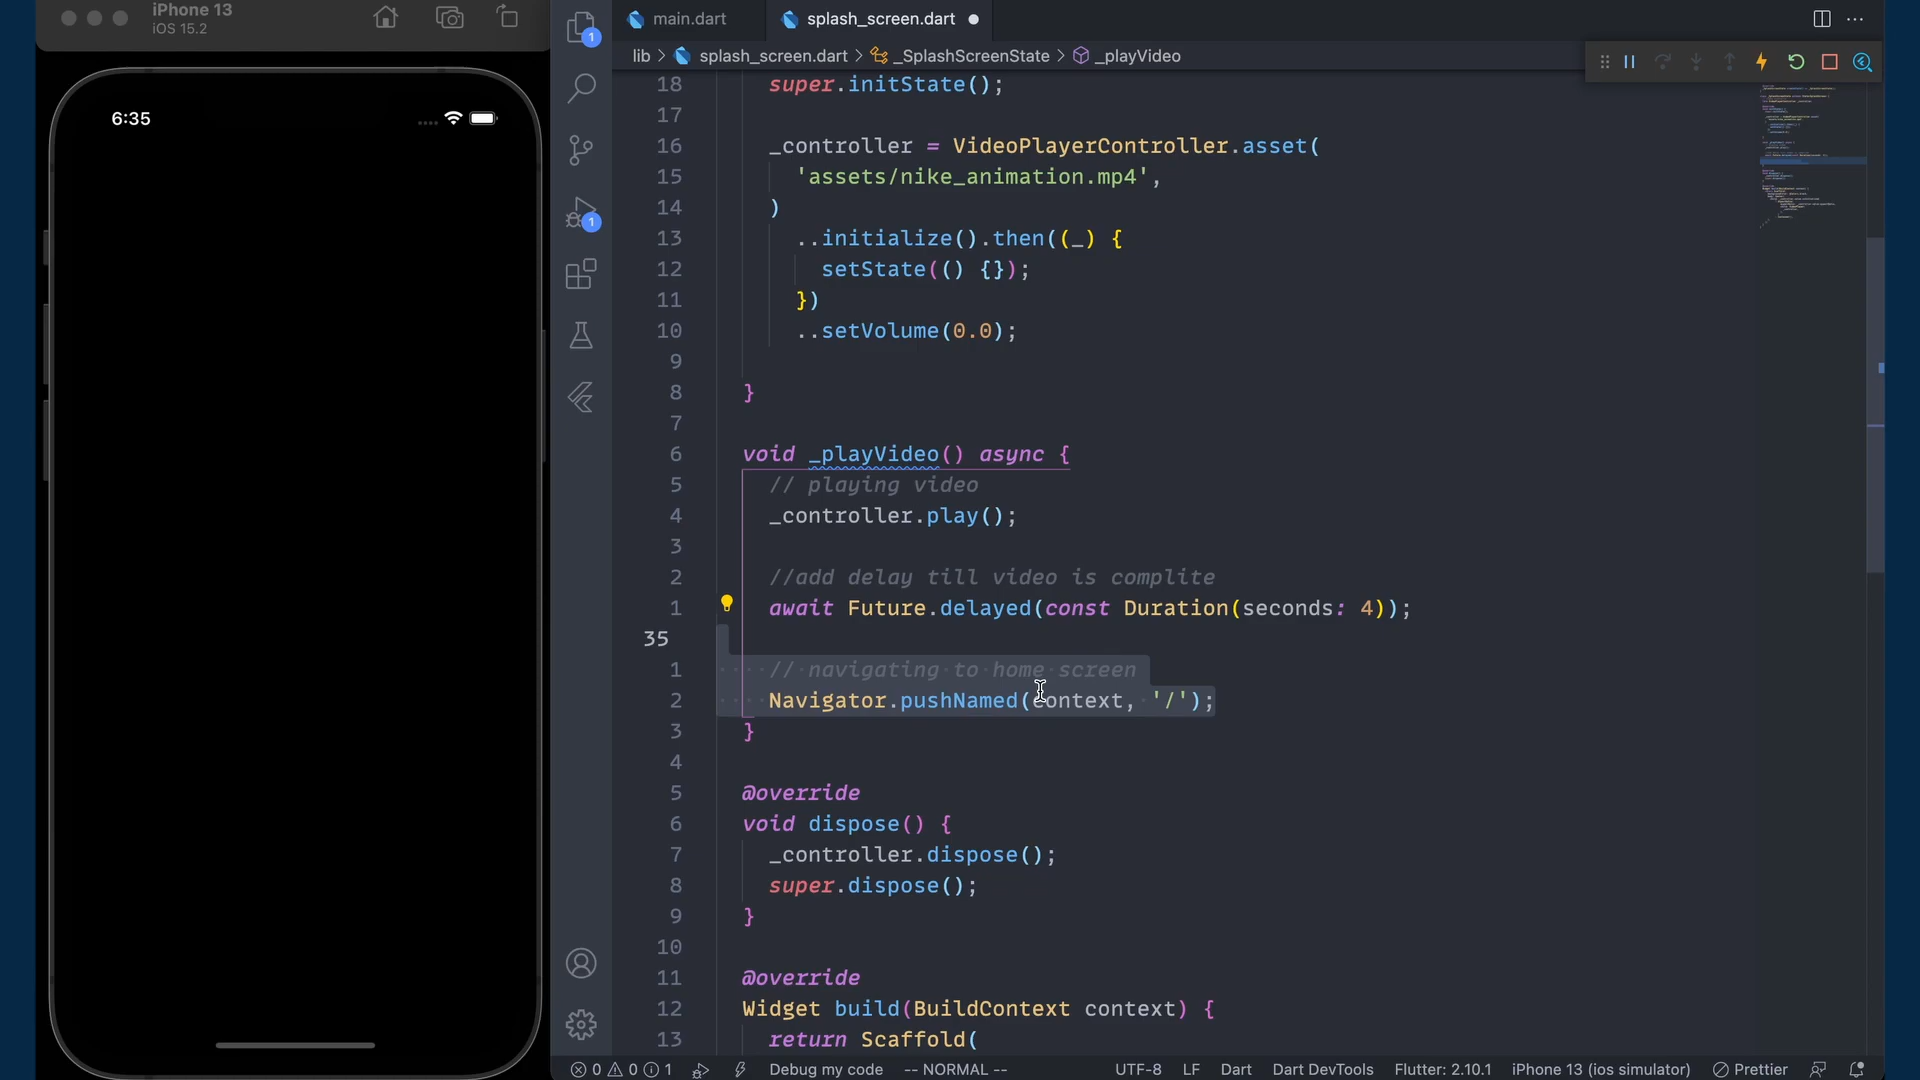 iPhone 13
iOS 15.2
6:35
1
1
main.dart
splash_screen.dart
lib > splash_screen.dart > _SplashScreenState > _playVideo
18 super.initState();
17
16 _controller = VideoPlayerController.asset(
15 'assets/nike_animation.mp4',
14 )
13 ..initialize().then((_) {
12 setState(() {});
11 })
10 ..setVolume(0.0);
9
8 }
7
6 void _playVideo() async {
5 // playing video
4 _controller.play();
3
2 //add delay till video is complite
1 await Future.delayed(const Duration(seconds: 4));
35
1 // navigating to home screen
2 Navigator.pushNamed(context, '/');
3 }
4
5 @override
6 void dispose() {
7 _controller.dispose();
8 super.dispose();
9 }
10
11 @override
12 Widget build(BuildContext context) {
13 return Scaffold(
0 0 1 Debug my code -- NORMAL -- UTF-8 LF Dart Dart DevTools Flutter: 2.10.1 iPhone 13 (ios simulator) Prettier